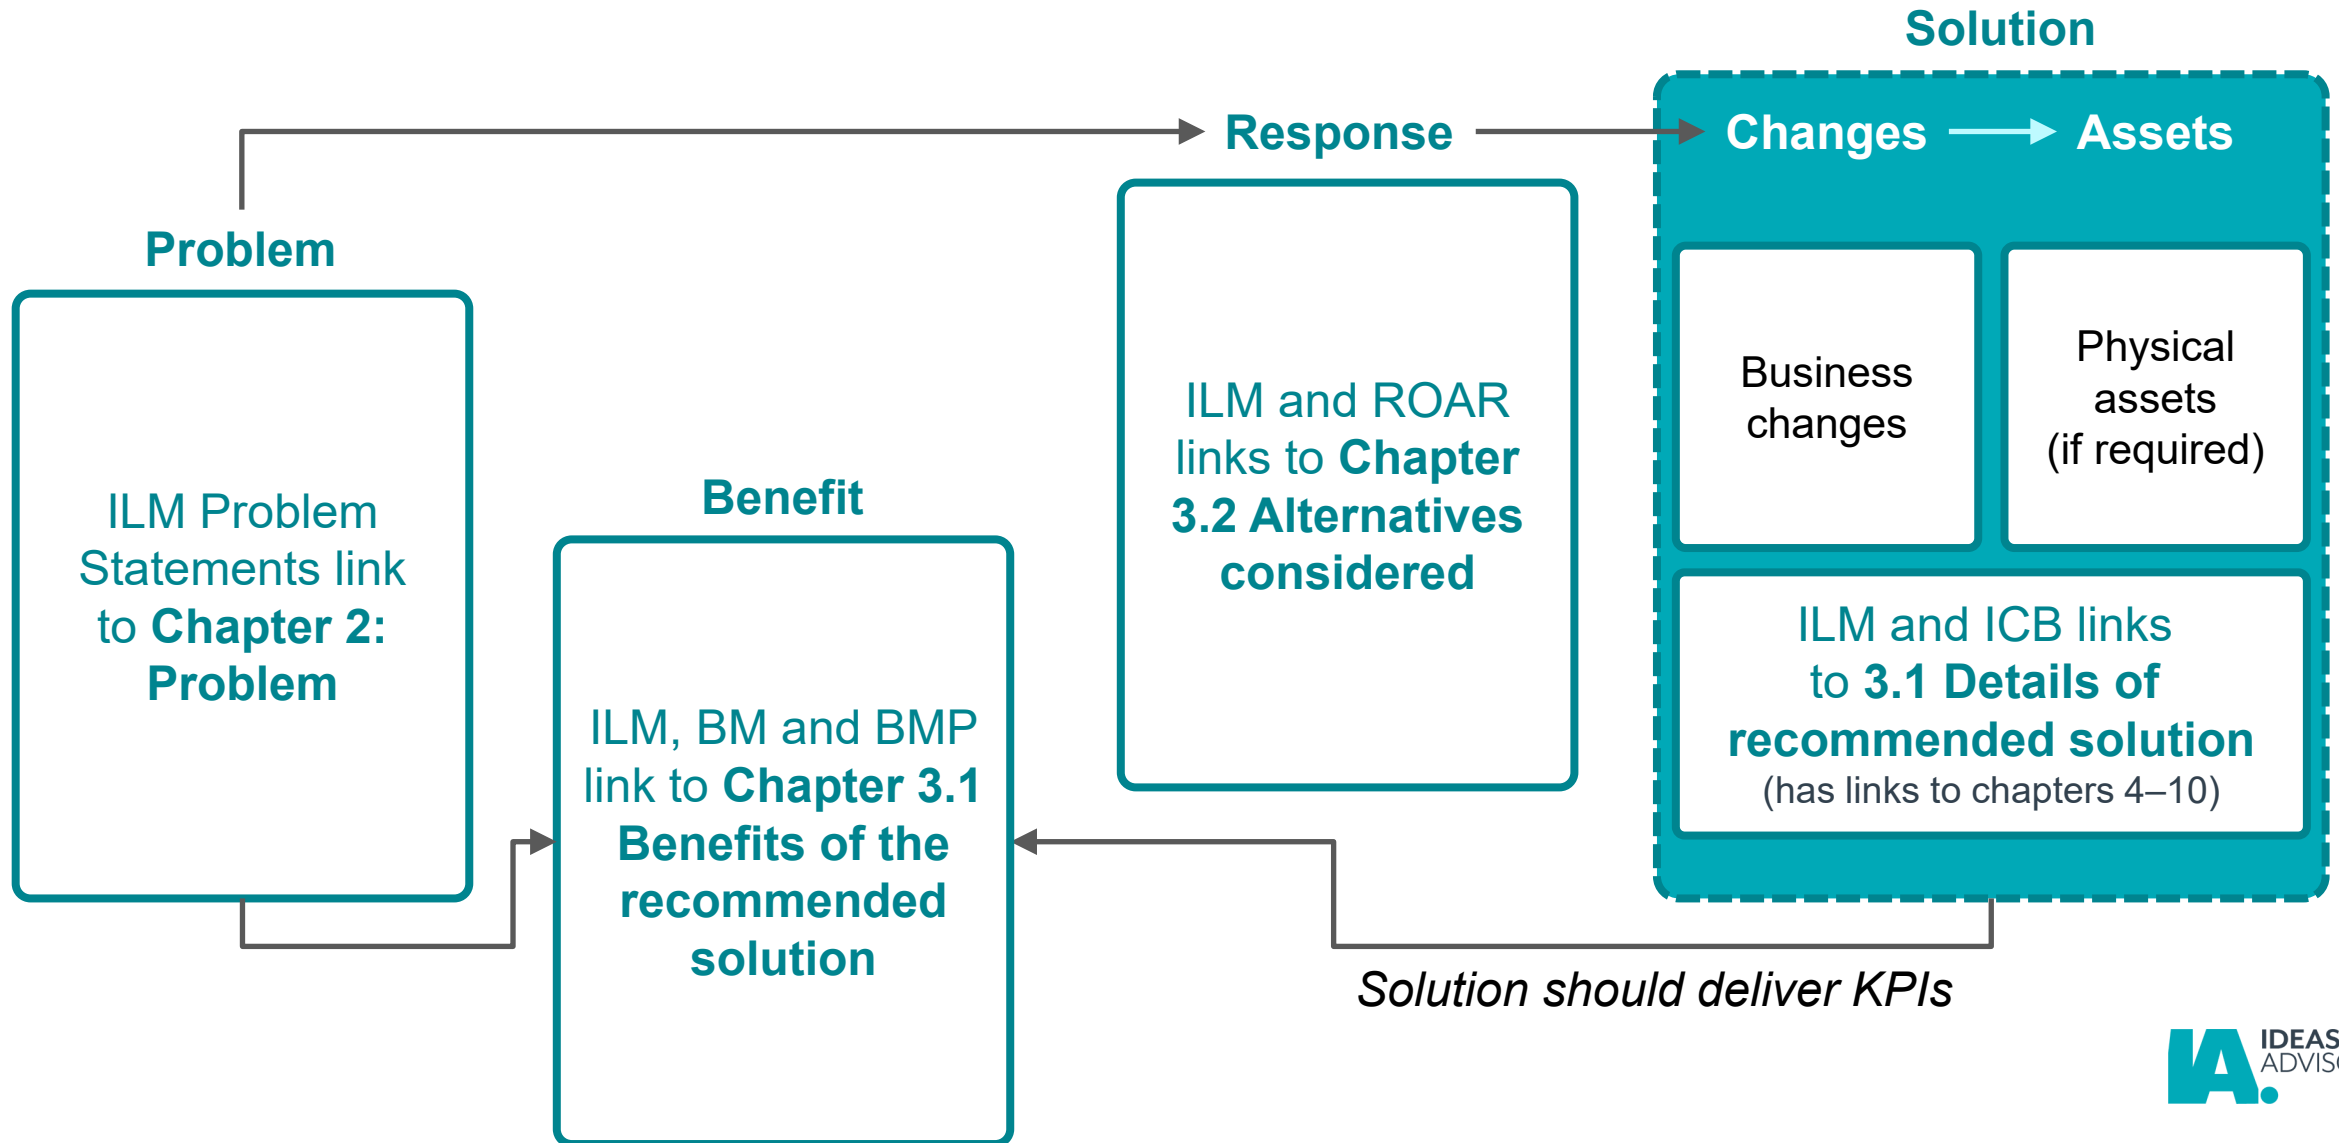 Solution
Response
Changes
Assets
Problem
ILM Problem
Statements link
to Chapter 2:
Problem
Benefit
ILM, BM and BMP
link to Chapter 3.1
Benefits of the
recommended
solution
ILM and ROAR
links to Chapter
3.2 Alternatives
considered
Business
changes
Physical
assets
(if required)
ILM and ICB links
to 3.1 Details of
recommended solution
(has links to chapters 4–10)
Solution should deliver KPIs
IA.
IDEAS